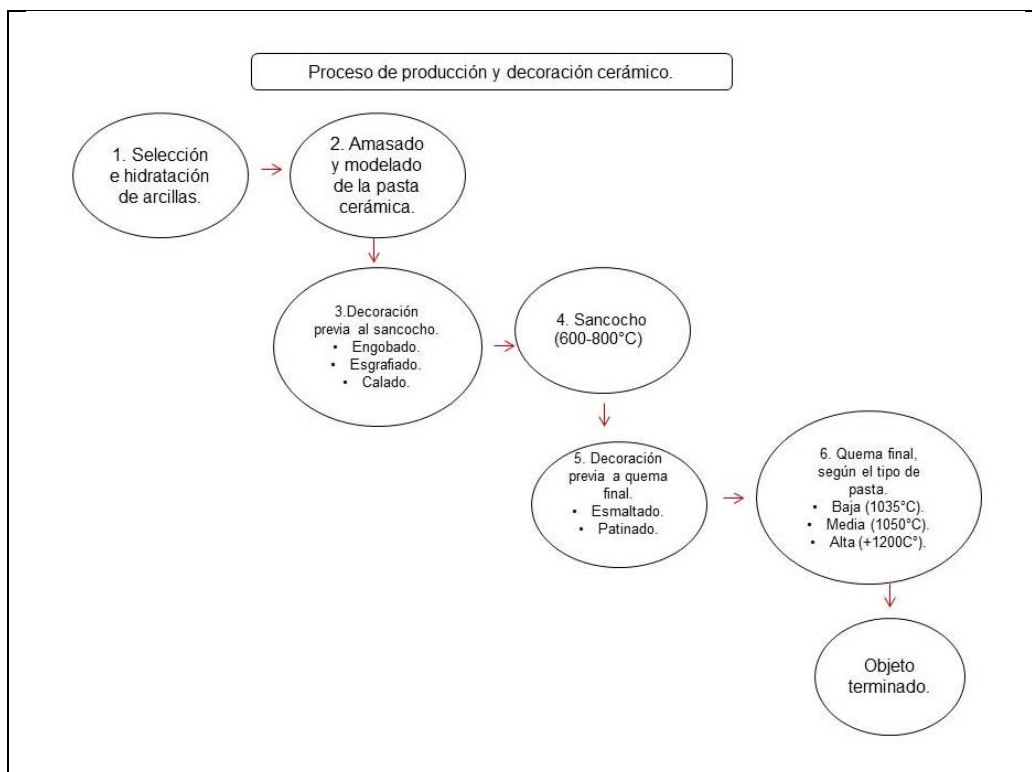 Proceso de producción y decoración cerámico.
1. Selección
e hidratación
de arcillas.
2. Amasado
y modelado
de la pasta
cerámica.
3.Decoración
previa al sancocho.
• Engobado.
• Esgrafiado.
• Calado.
4. Sancocho
(600-800°C)
5. Decoración
previa a quema
final.
• Esmaltado.
• Patinado.
6. Quema final,
según el tipo de
pasta.
• Baja (1035°C).
• Media (1050°C).
• Alta (+1200C°).
Objeto
terminado.